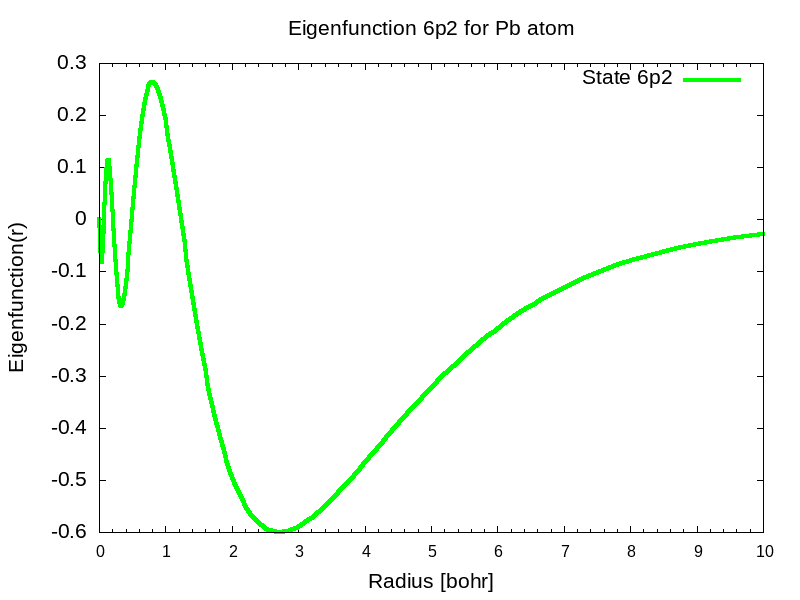 Eigenfunction 6p2 for Pb atom
State 6p2
0.3
0.2
0.1
0
-0.1
-0.2
-0.3
-0.4
-0.5
-0.6
Eigenfunction(r)
0 1 2 3 4 5 6 7 8 9 10
Radius [bohr]